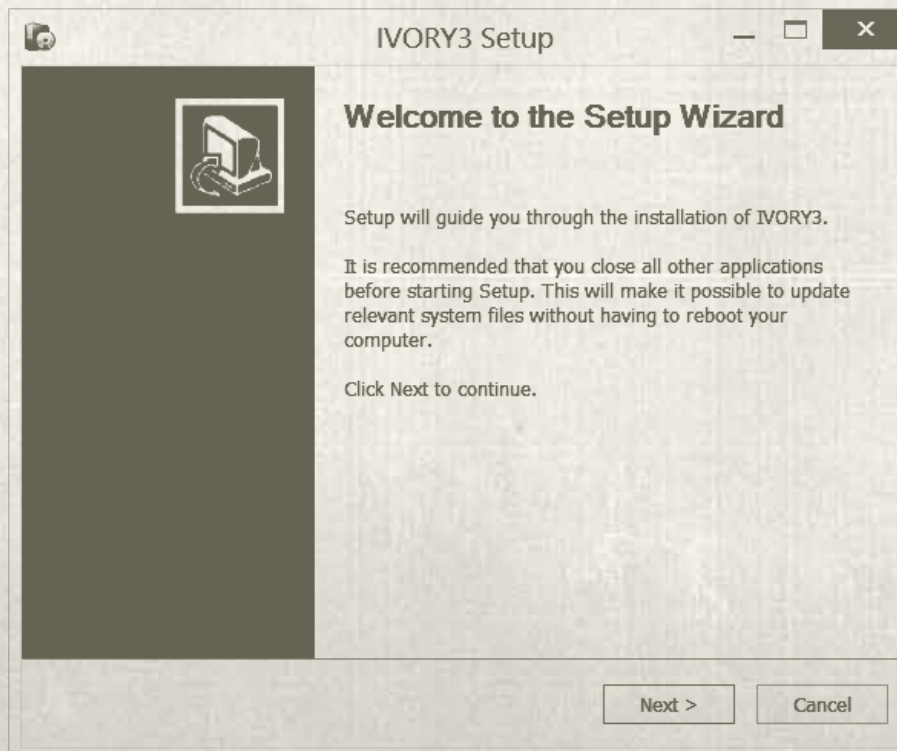 IVORY3 Setup
Welcome to the Setup Wizard
Setup will guide you through the installation of IVORY3.
It is recommended that you close all other applications
before starting Setup. This will make it possible to update
relevant system files without having to reboot your
computer.
Click Next to continue.
Next >
Cancel